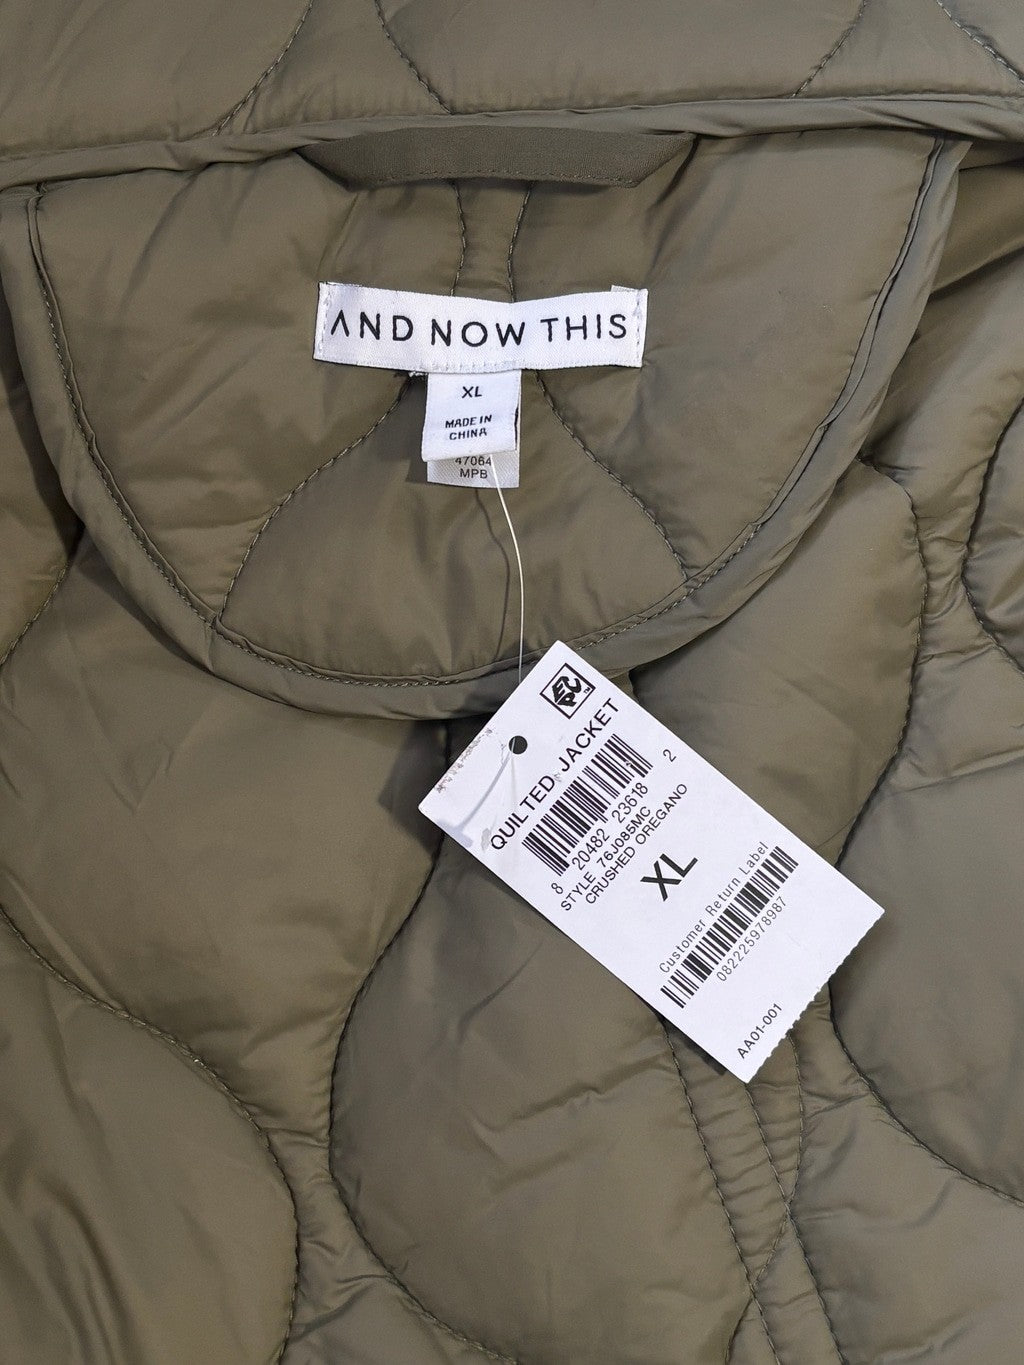 AND NOW THIS
XL
MADE IN
CHINA
47064
MPB
EPC
QUILTED JACKET
8 20482 23618 2
STYLE 76J085MC
CRUSHED OREGANO
XL
Customer Return Label
082225978987
AA01-001